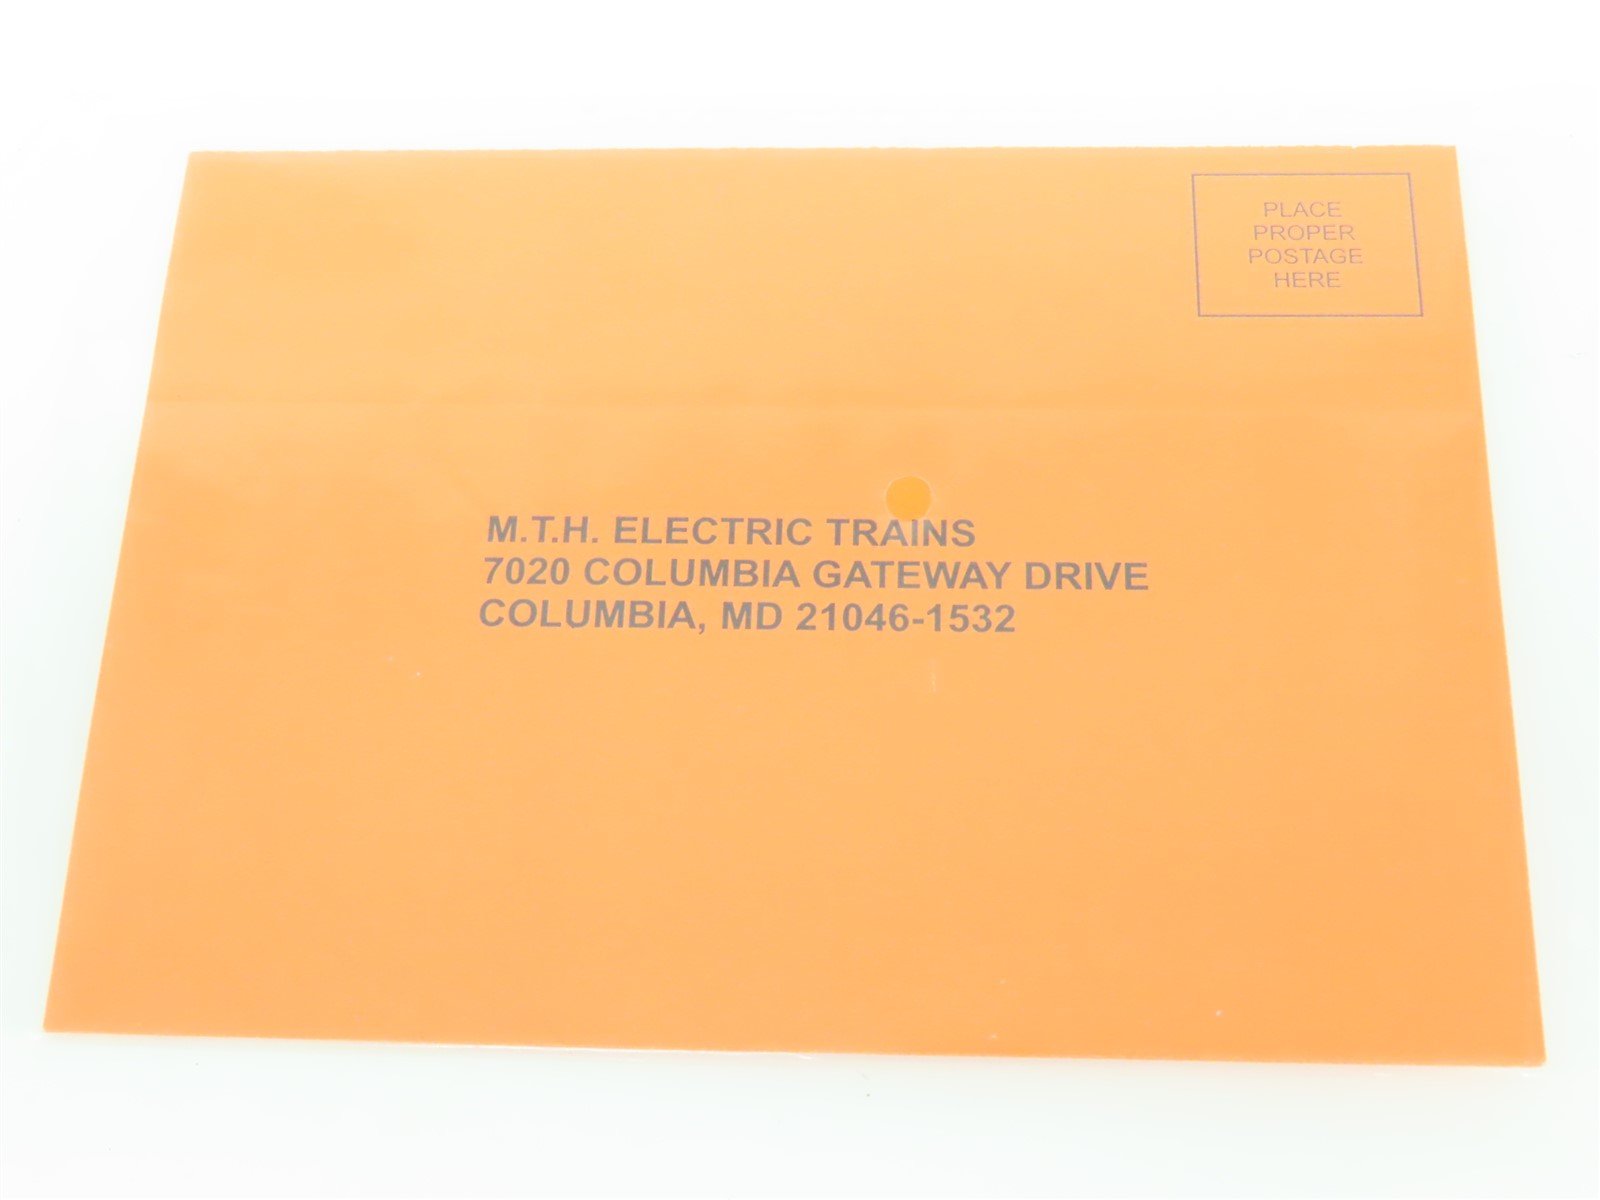 PLACE
PROPER
POSTAGE
HERE
M.T.H. ELECTRIC TRAINS
7020 COLUMBIA GATEWAY DRIVE
COLUMBIA, MD 21046-1532